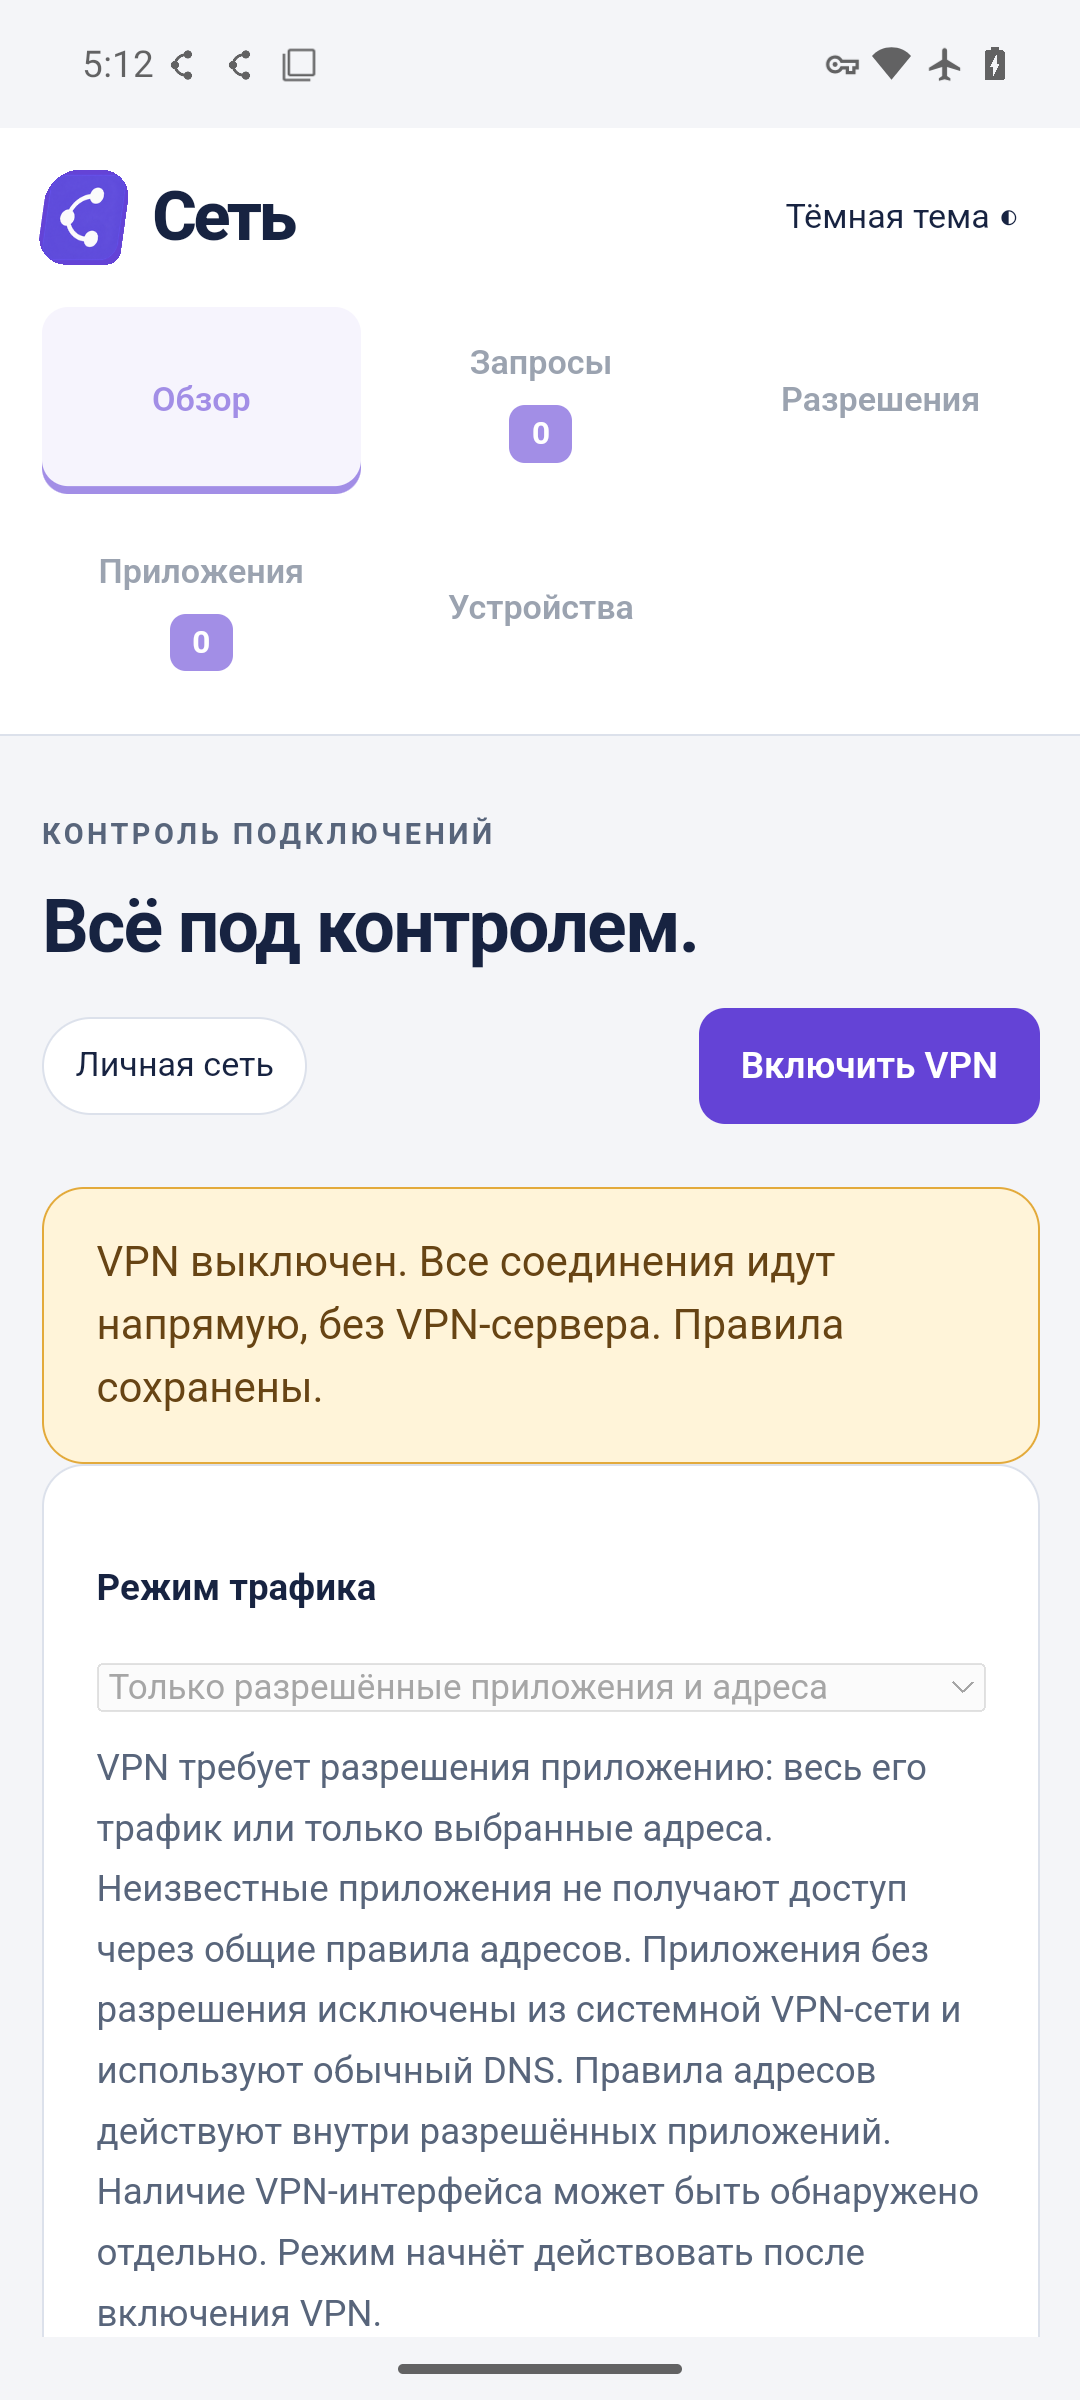 5:12
Сеть
Тёмная тема
Обзор
Запросы
0
Разрешения
Приложения
0
Устройства
КОНТРОЛЬ ПОДКЛЮЧЕНИЙ
Всё под контролем.
Личная сеть
Включить VPN
VPN выключен. Все соединения идут
напрямую, без VPN-сервера. Правила
сохранены.
Режим трафика
Только разрешённые приложения и адреса
VPN требует разрешения приложению: весь его
трафик или только выбранные адреса.
Неизвестные приложения не получают доступ
через общие правила адресов. Приложения без
разрешения исключены из системной VPN-сети и
используют обычный DNS. Правила адресов
действуют внутри разрешённых приложений.
Наличие VPN-интерфейса может быть обнаружено
отдельно. Режим начнёт действовать после
включения VPN.